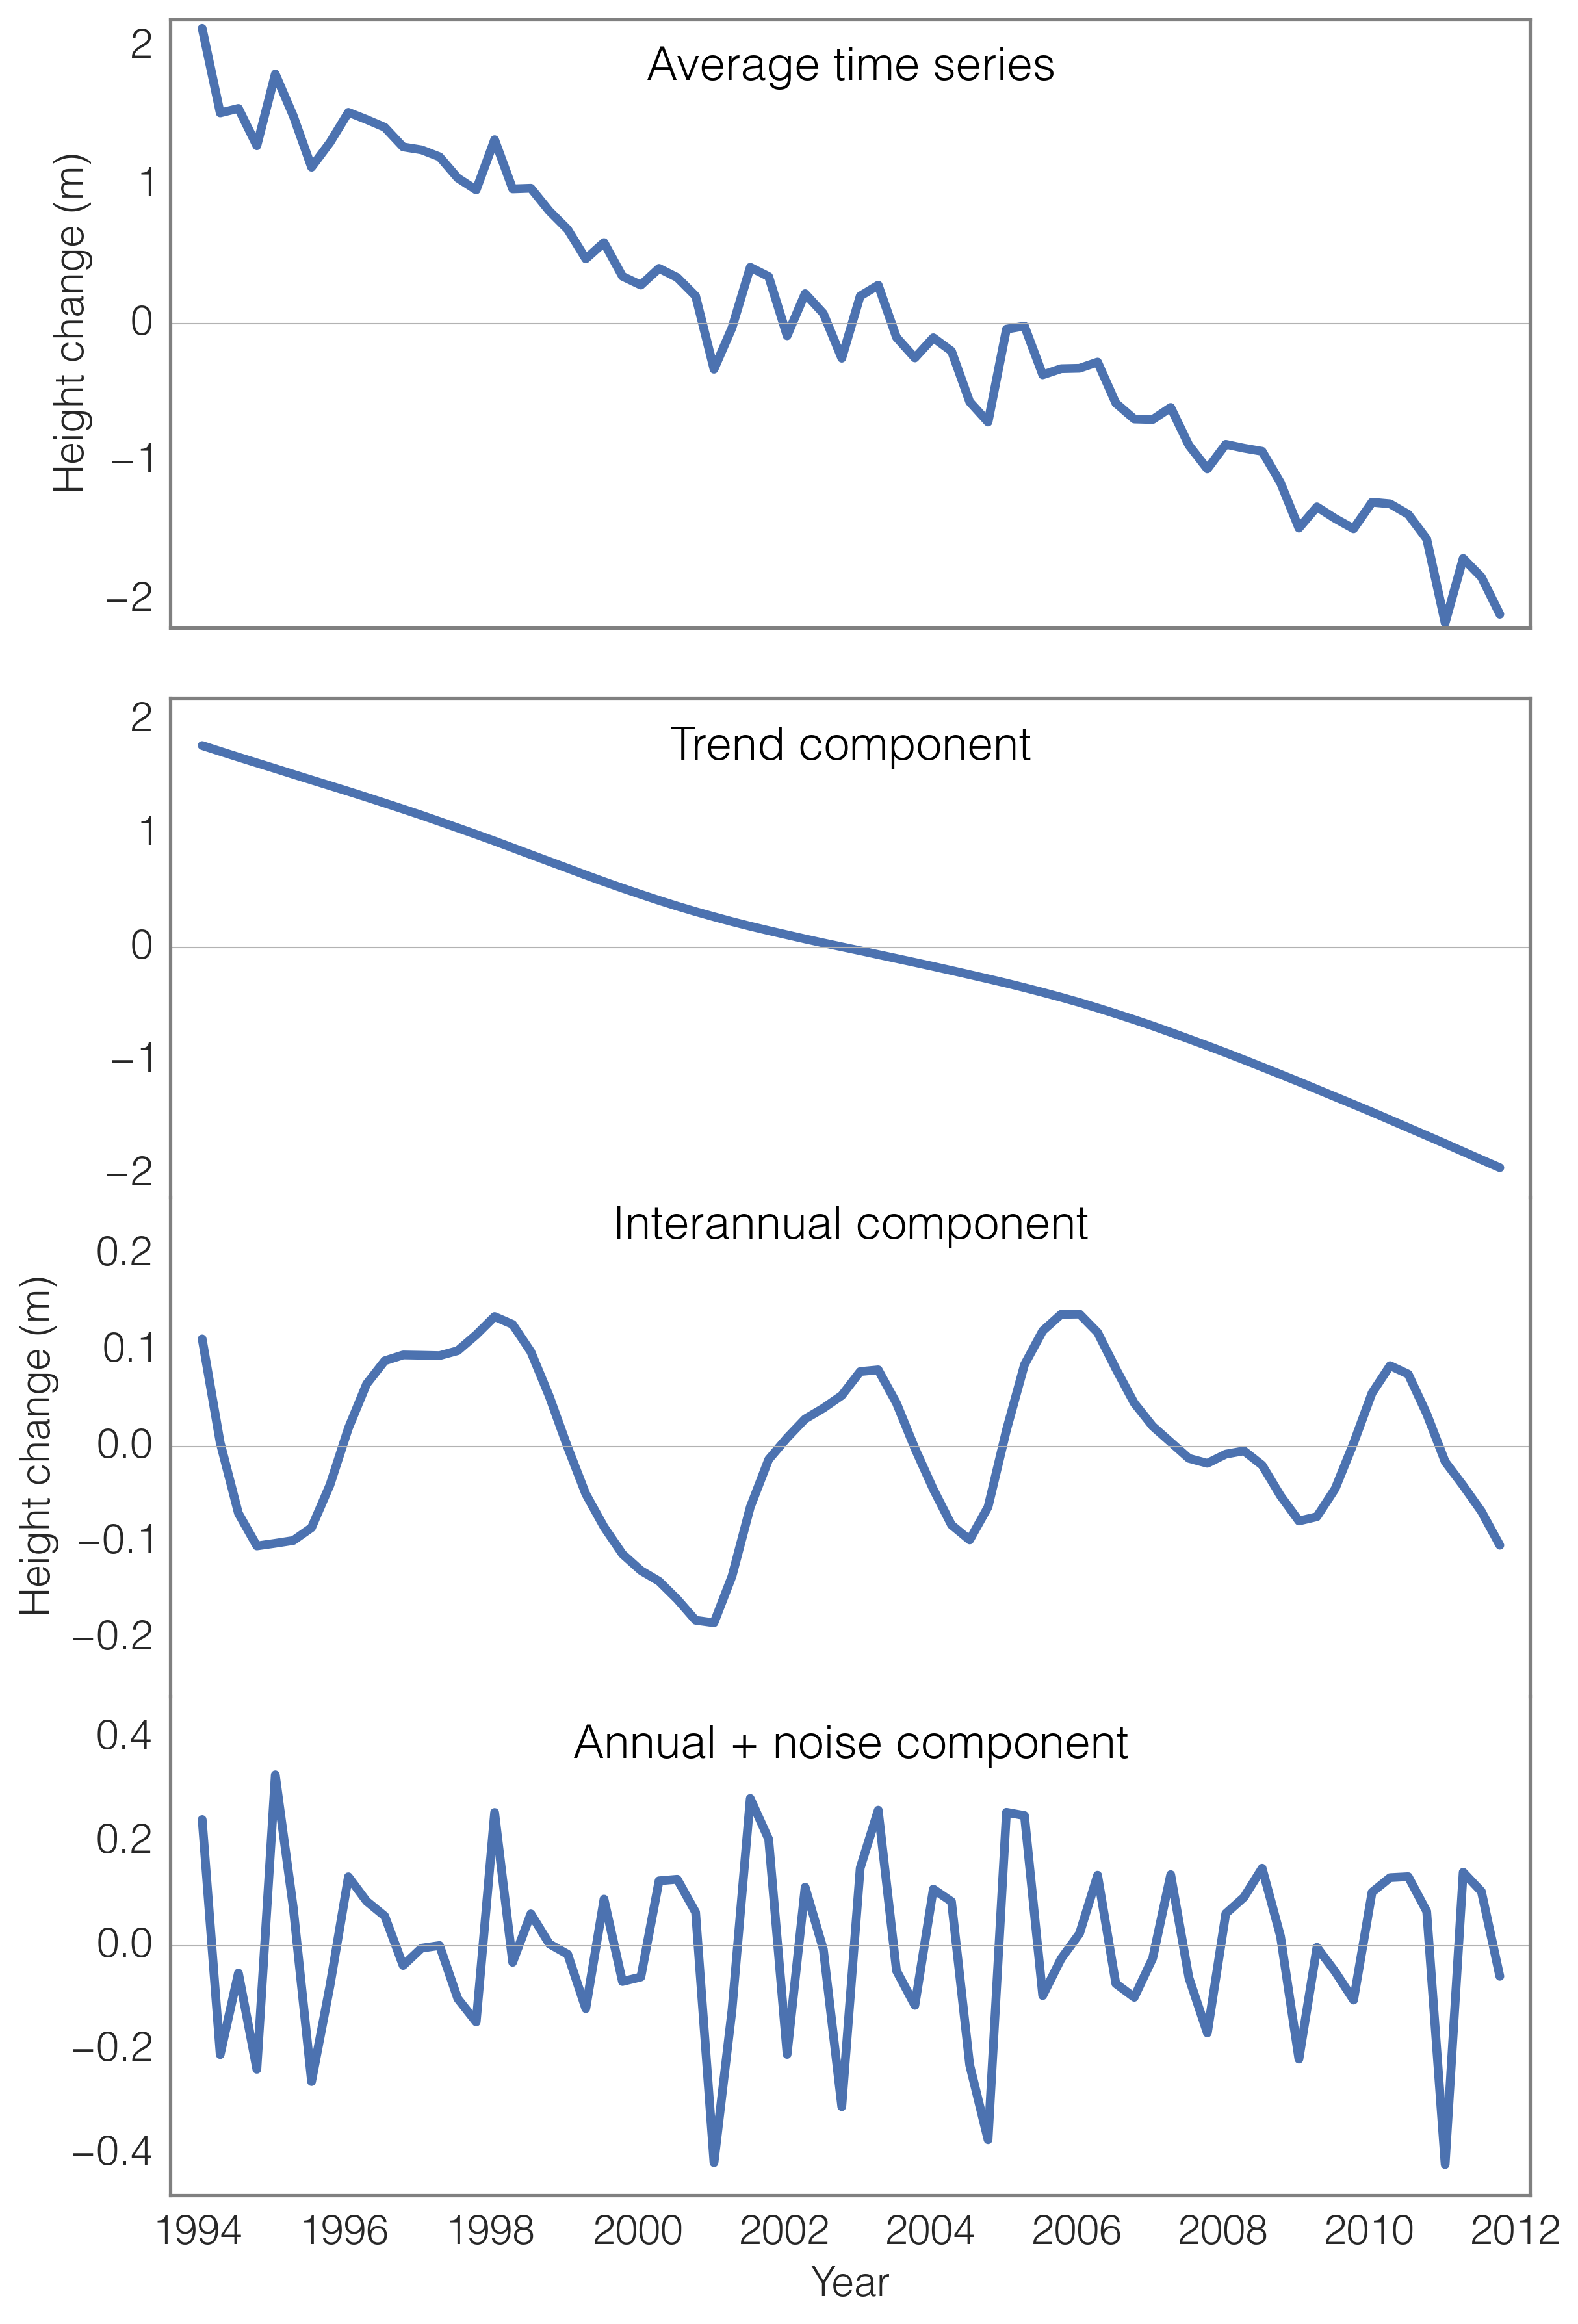 Average time series
Height change (m)
2
1
0
−1
−2
Trend component
2
1
0
−1
−2
Interannual component
Height change (m)
0.2
0.1
0.0
−0.1
−0.2
Annual + noise component
0.4
0.2
0.0
−0.2
−0.4
1994 1996 1998 2000 2002 2004 2006 2008 2010 2012
Year